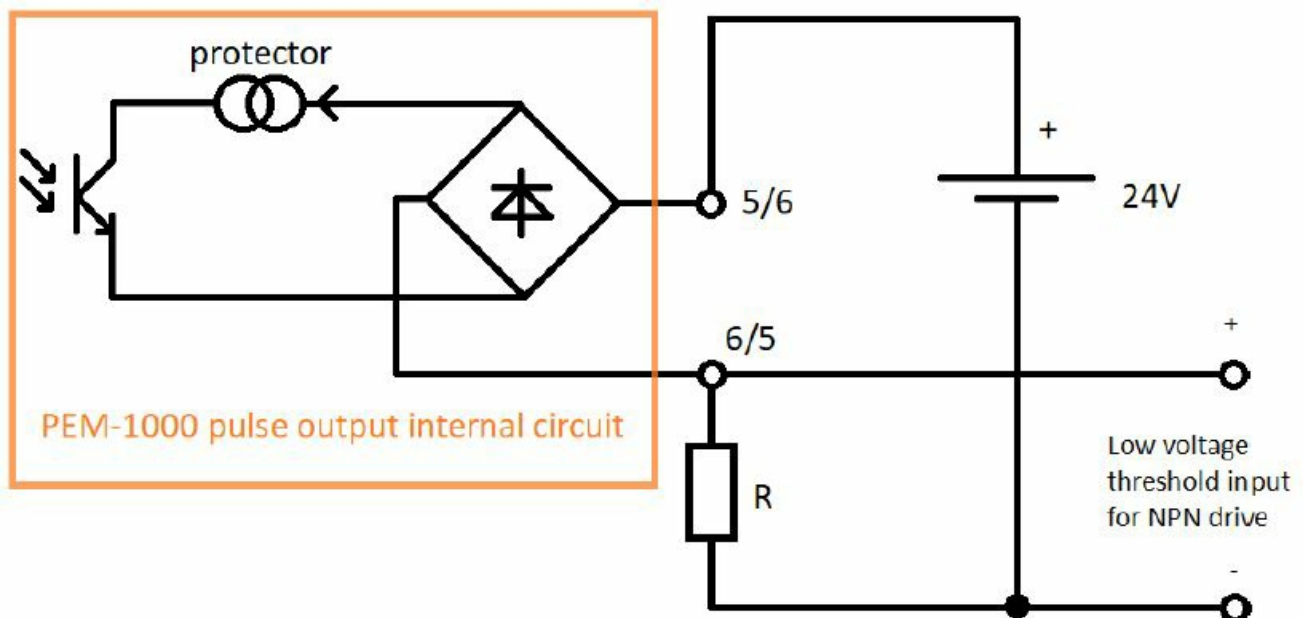 protector
+
5/6
24V
6/5
+
PEM-1000 pulse output internal circuit
R
Low voltage
threshold input
for NPN drive
-